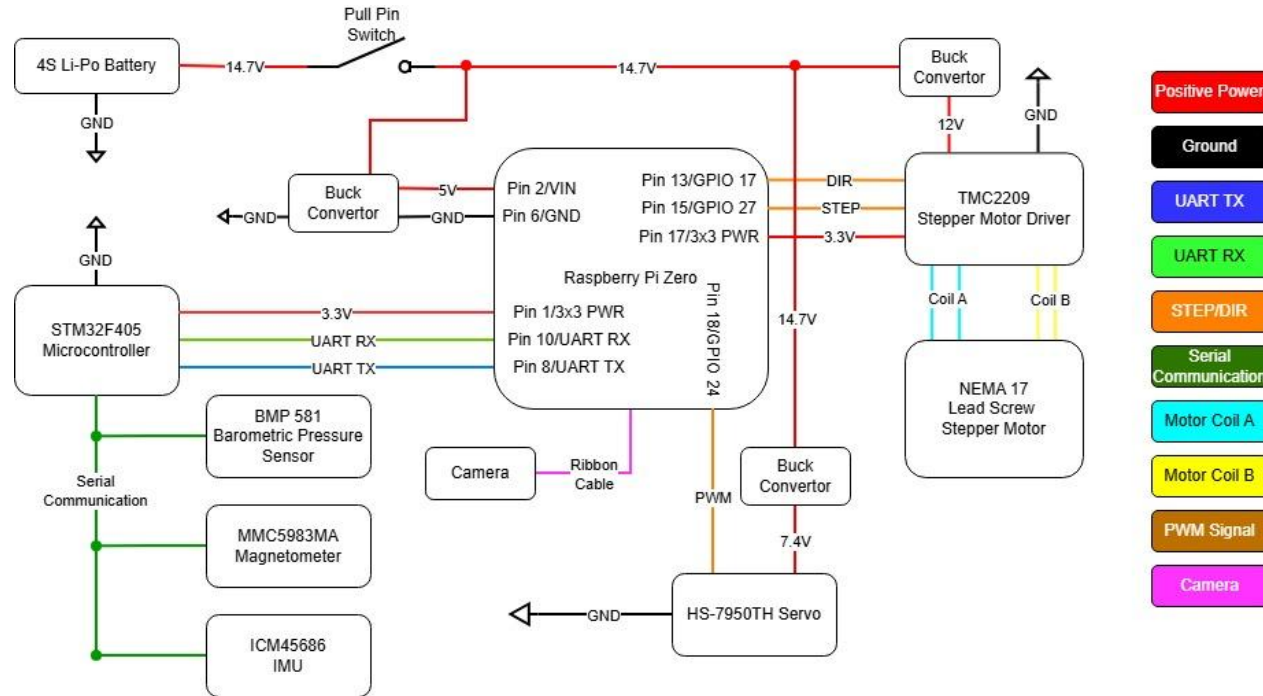 Pull Pin
Switch
4S Li-Po Battery
14.7V
14.7V
Buck
Convertor
GND
12V
GND
Positive Power
Ground
UART TX
UART RX
STEP/DIR
Serial
Communication
Motor Coil A
Motor Coil B
PWM Signal
Camera
Buck
Convertor
5V
GND
GND
Pin 2/VIN
Pin 6/GND
Pin 13/GPIO 17
Pin 15/GPIO 27
Pin 17/3x3 PWR
DIR
STEP
3.3V
TMC2209
Stepper Motor Driver
GND
Raspberry Pi Zero
Pin 18/GPIO 24
STM32F405
Microcontroller
3.3V
UART RX
UART TX
Pin 1/3x3 PWR
Pin 10/UART RX
Pin 8/UART TX
14.7V
Coil A
Coil B
NEMA 17
Lead Screw
Stepper Motor
BMP 581
Barometric Pressure
Sensor
Serial
Communication
Camera
Ribbon
Cable
PWM
Buck
Convertor
7.4V
MMC5983MA
Magnetometer
GND
HS-7950TH Servo
ICM45686
IMU